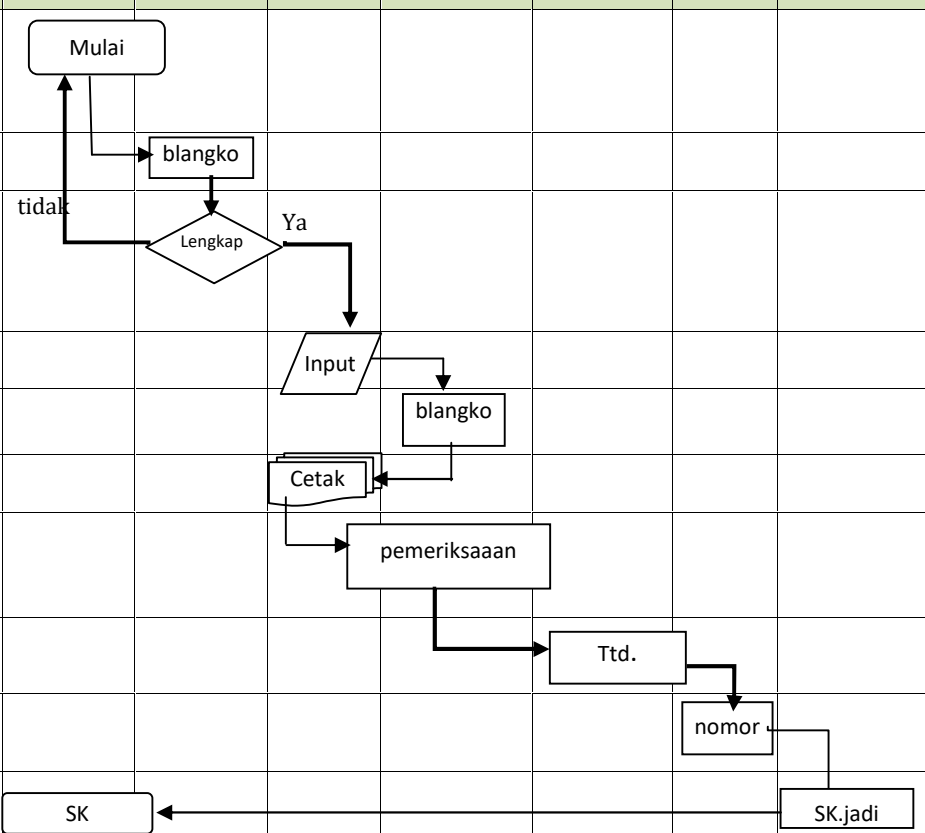 Mulai
blangko
tidak
Ya
Lengkap
Input
blangko
Cetak
pemeriksaaan
Ttd.
nomor
SK
SK.jadi